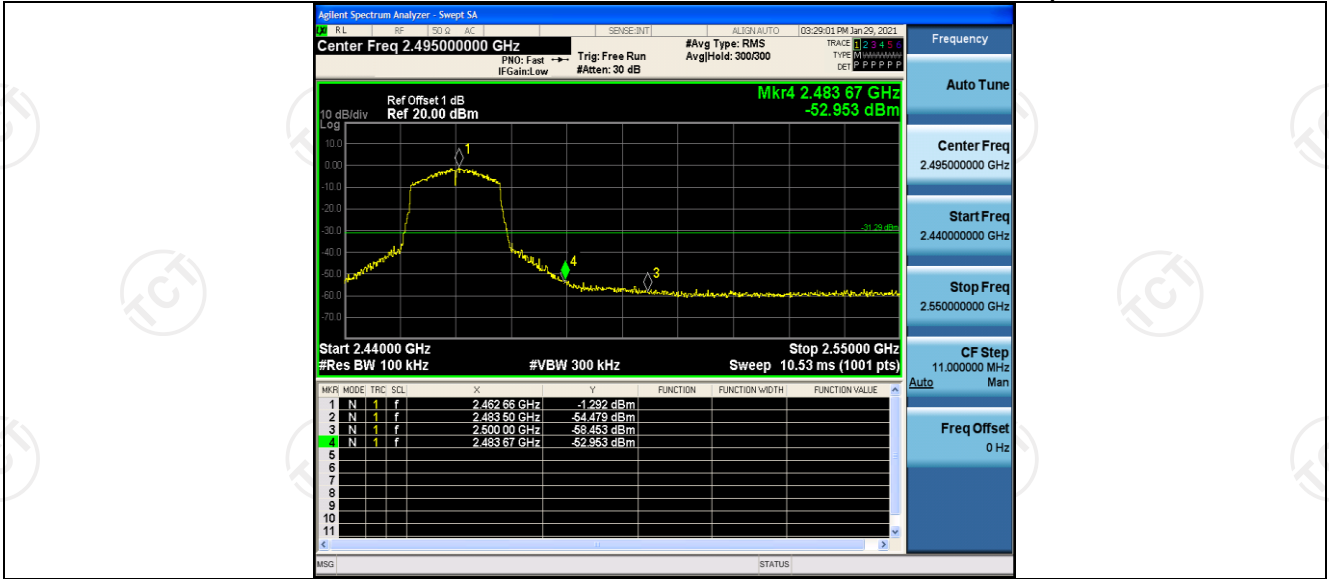 Agilent Spectrum Analyzer - Swept SA
RL RF 50 Ω AC SENSE:INT ALIGN AUTO 03:29:01 PM Jan 29, 2021
Center Freq 2.495000000 GHz
PNO: Fast
IFGain:Low
Trig: Free Run
#Atten: 30 dB
#Avg Type: RMS
Avg|Hold: 300/300
TRACE 1 2 3 4 5 6
TYPE M
DET P P P P P P
Mkr4 2.483 67 GHz
-52.953 dBm
Ref Offset 1 dB
10 dB/div Ref 20.00 dBm
Log
10.0
0.00
-10.0
-20.0
-30.0
-40.0
-50.0
-60.0
-70.0
1
4
3
-31.29 dBm
Start 2.44000 GHz Stop 2.55000 GHz
#Res BW 100 kHz #VBW 300 kHz Sweep 10.53 ms (1001 pts)
MKR MODE TRC SCL X Y FUNCTION FUNCTION WIDTH FUNCTION VALUE
1 N 1 f 2.462 66 GHz -1.292 dBm
2 N 1 f 2.483 50 GHz -54.479 dBm
3 N 1 f 2.500 00 GHz -58.453 dBm
4 N 1 f 2.483 67 GHz -52.953 dBm
5
6
7
8
9
10
11
MSG STATUS
Frequency
Auto Tune
Center Freq
2.495000000 GHz
Start Freq
2.440000000 GHz
Stop Freq
2.550000000 GHz
CF Step
11.000000 MHz
Auto Man
Freq Offset
0 Hz
TCT
TCT